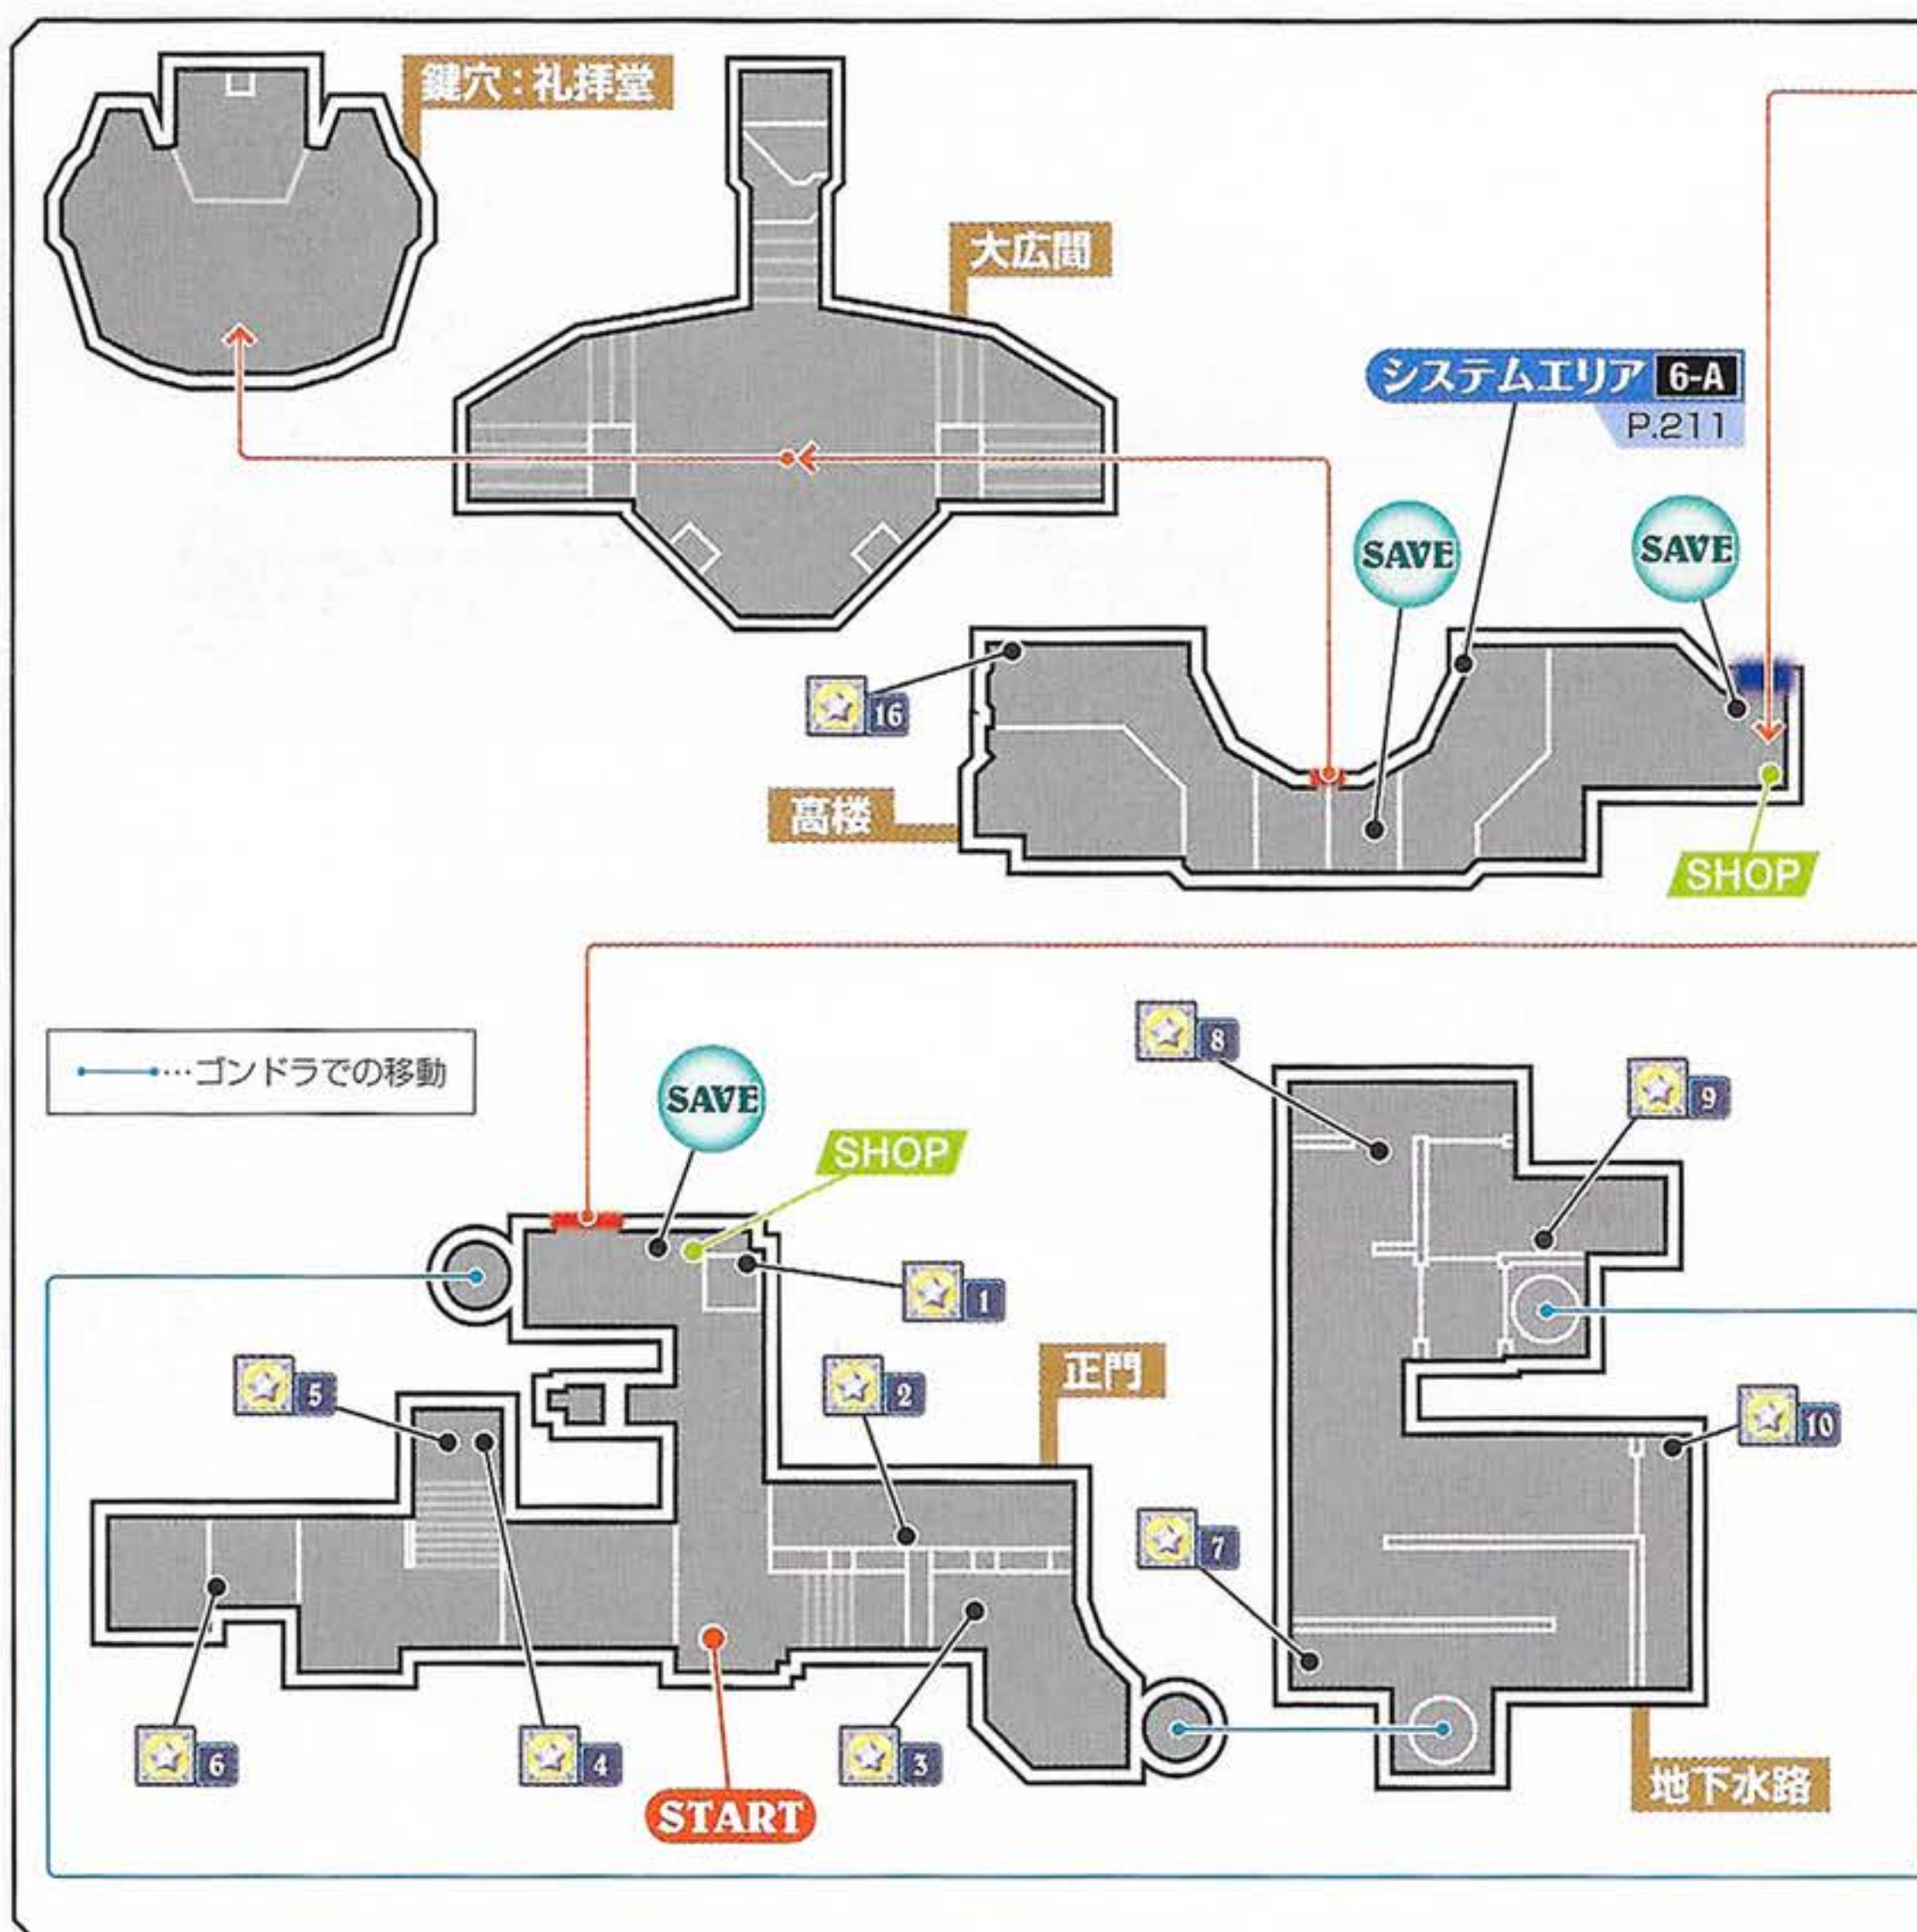 鍵穴：礼拝堂
大広間
システムエリア 6-A
P.211
SAVE
SAVE
16
高楼
SHOP
…ゴンドラでの移動
SAVE
SHOP
8
9
1
5
2
正門
10
7
6
4
3
START
地下水路